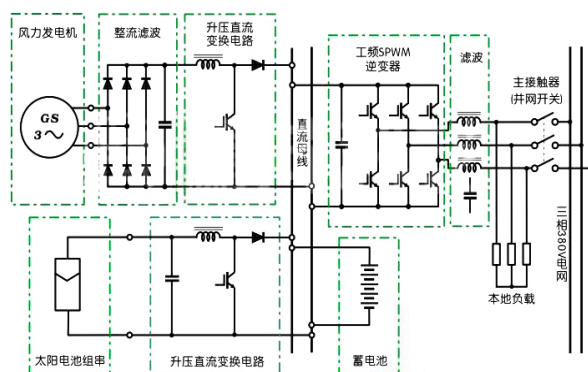 风力发电机
整流滤波
升压直流
变换电路
工频SPWM
逆变器
滤波
主接触器
(并网开关)
GS
3～
直流母线
三相380V电网
本地负载
太阳电池组串
升压直流变换电路
蓄电池